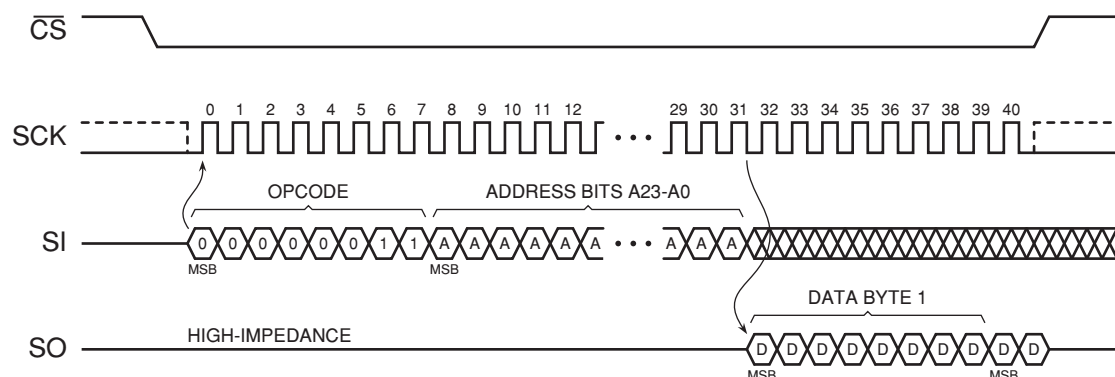 CS
0 1 2 3 4 5 6 7 8 9 10 11 12 29 30 31 32 33 34 35 36 37 38 39 40
SCK
OPCODE ADDRESS BITS A23-A0
SI 0 0 0 0 0 0 1 1 A A A A A A A A A
MSB MSB
DATA BYTE 1
HIGH-IMPEDANCE
SO D D D D D D D D D D
MSB MSB